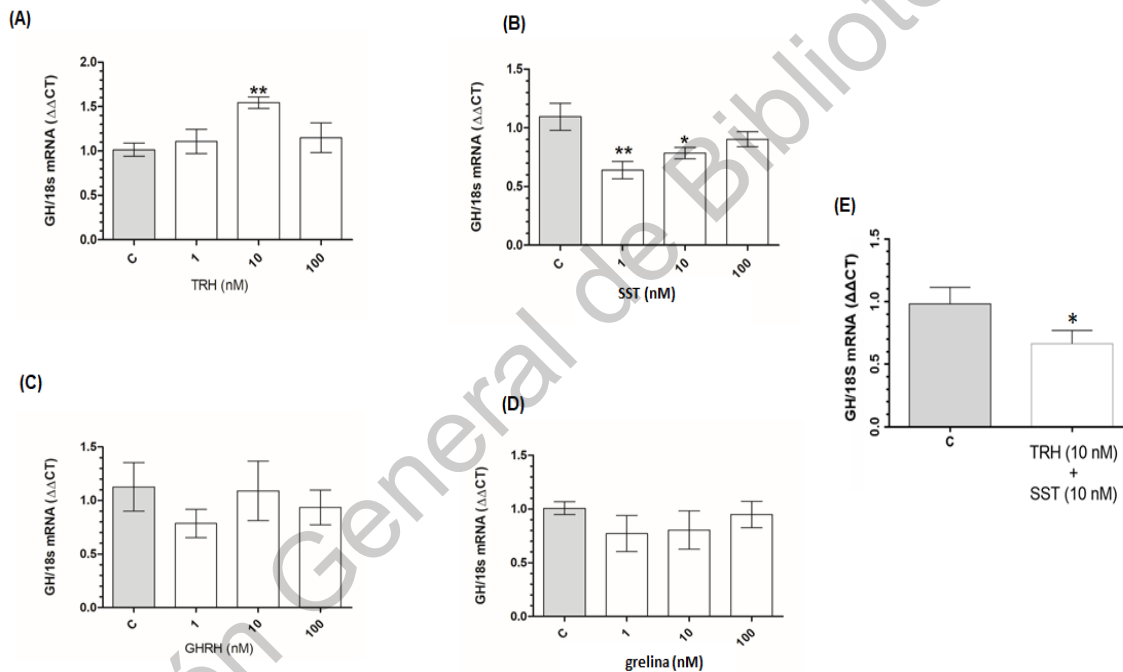 (A)
GH/18s mRNA (ΔΔCT)
2.0
1.5
1.0
0.5
0.0
**
C
1
10
100
TRH (nM)
(B)
GH/18s mRNA (ΔΔCT)
1.5
1.0
0.5
0.0
**
*
C
1
10
100
SST (nM)
(C)
GH/18s mRNA (ΔΔCT)
1.5
1.0
0.5
0.0
C
1
10
100
GHRH (nM)
(D)
GH/18s mRNA (ΔΔCT)
1.5
1.0
0.5
0.0
C
1
10
100
grelina (nM)
(E)
GH/18S mRNA (ΔΔCT)
1.5
1.0
0.5
0.0
*
C
TRH (10 nM)
+
SST (10 nM)
General de Bibliote